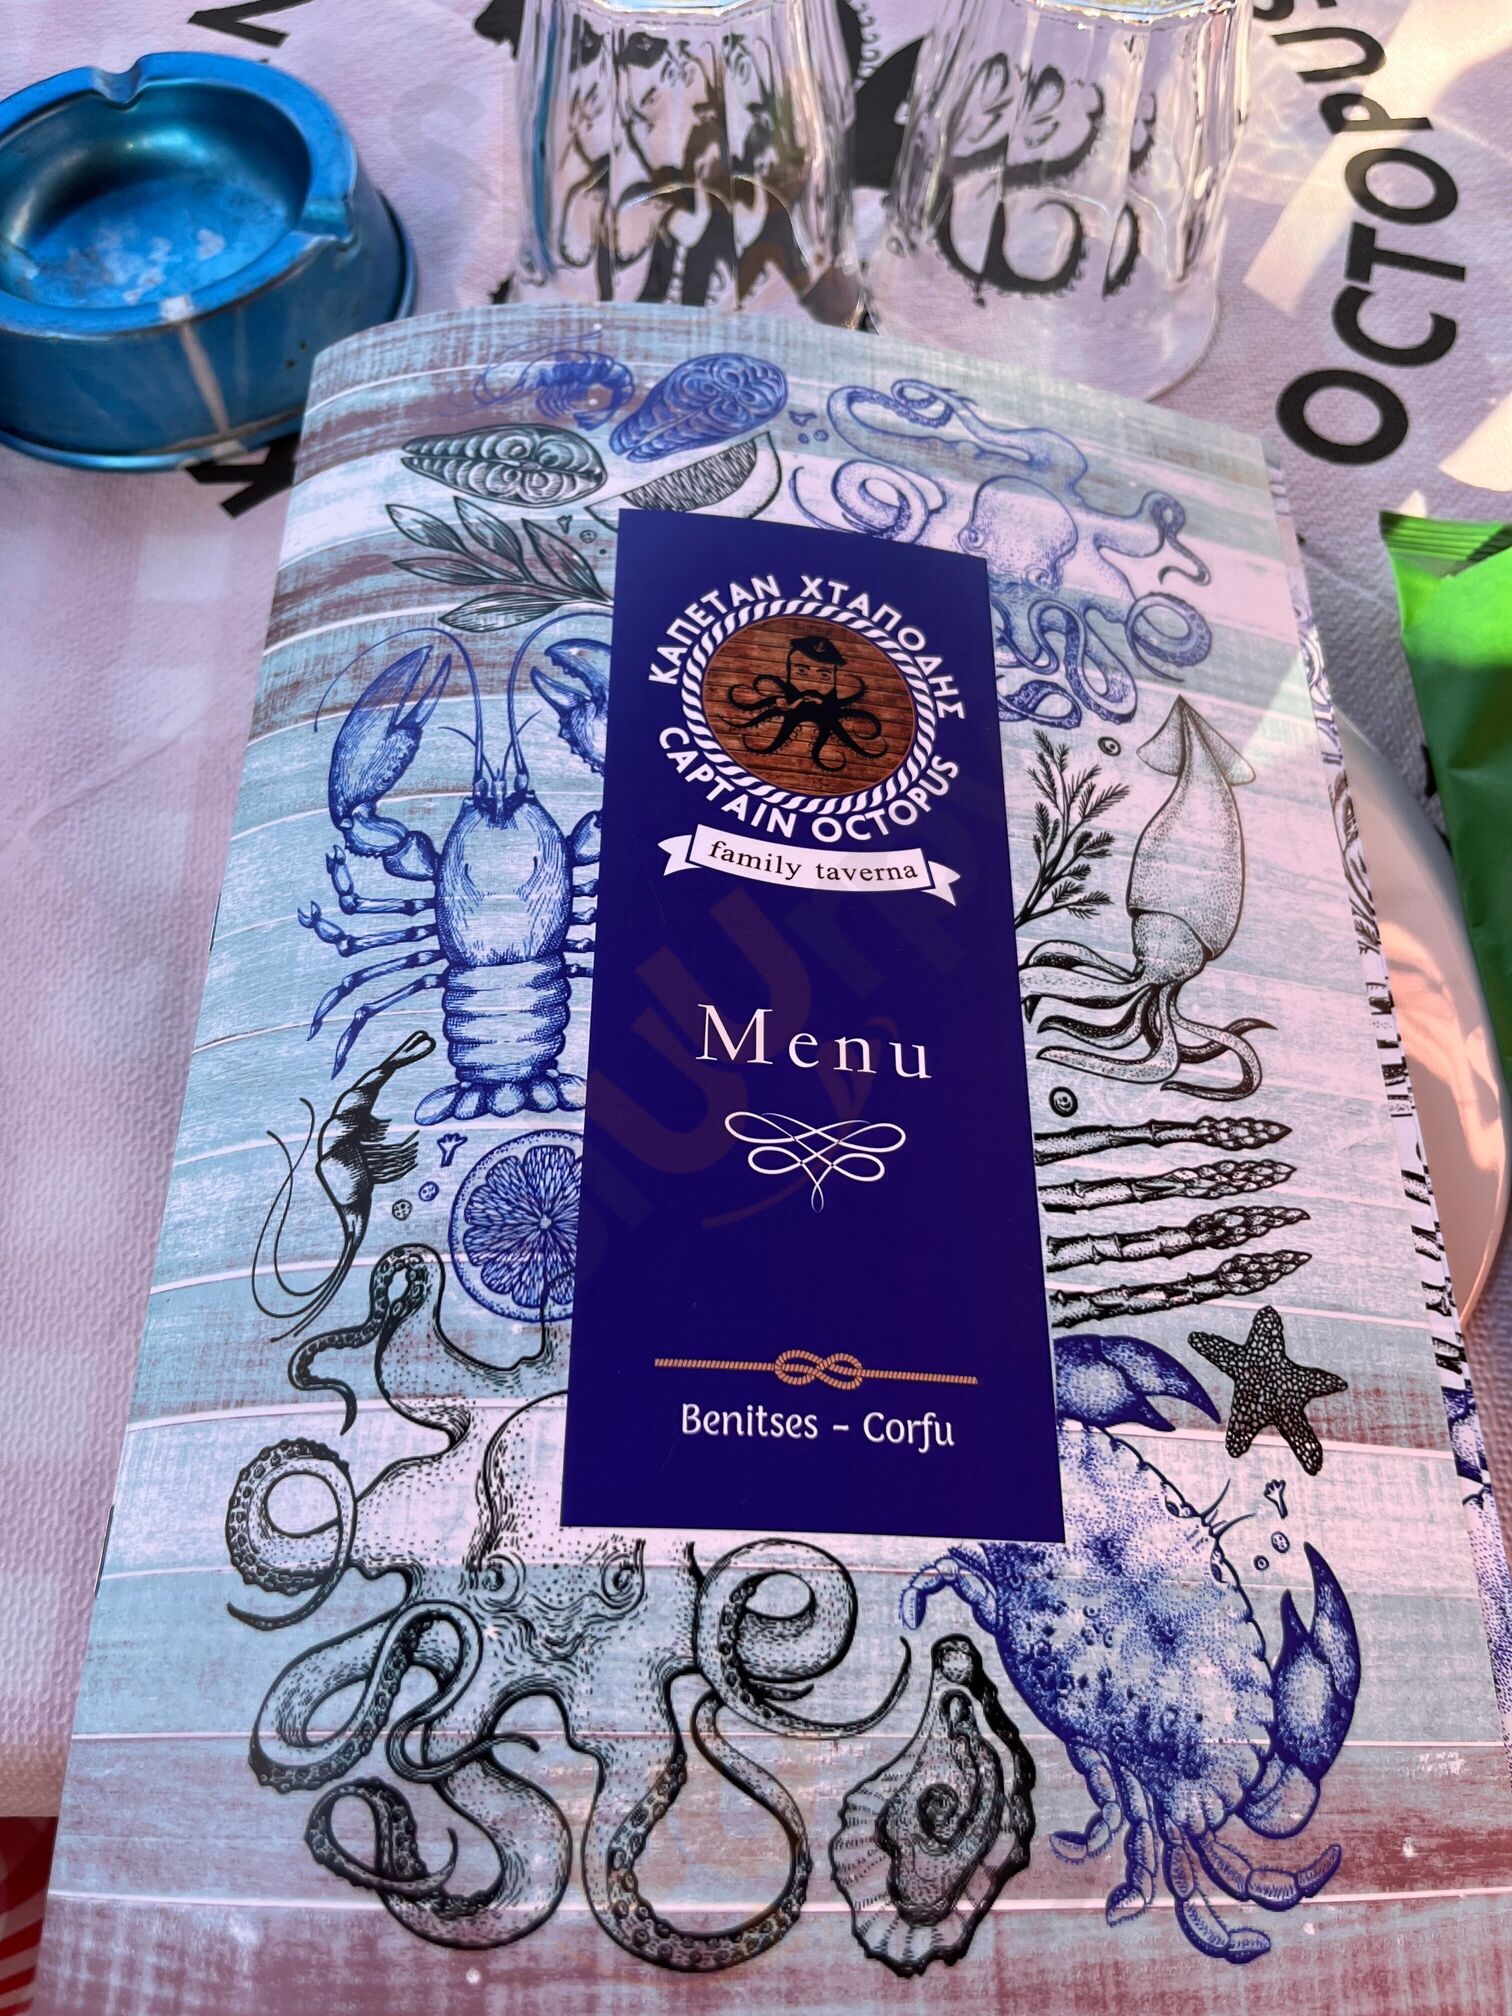 OCTOPUS
ΚΑΠΕΤΑΝ ΧΤΑΠΟΔΗΣ
CAPTAIN OCTOPUS
family taverna
Menu
Benitses - Corfu